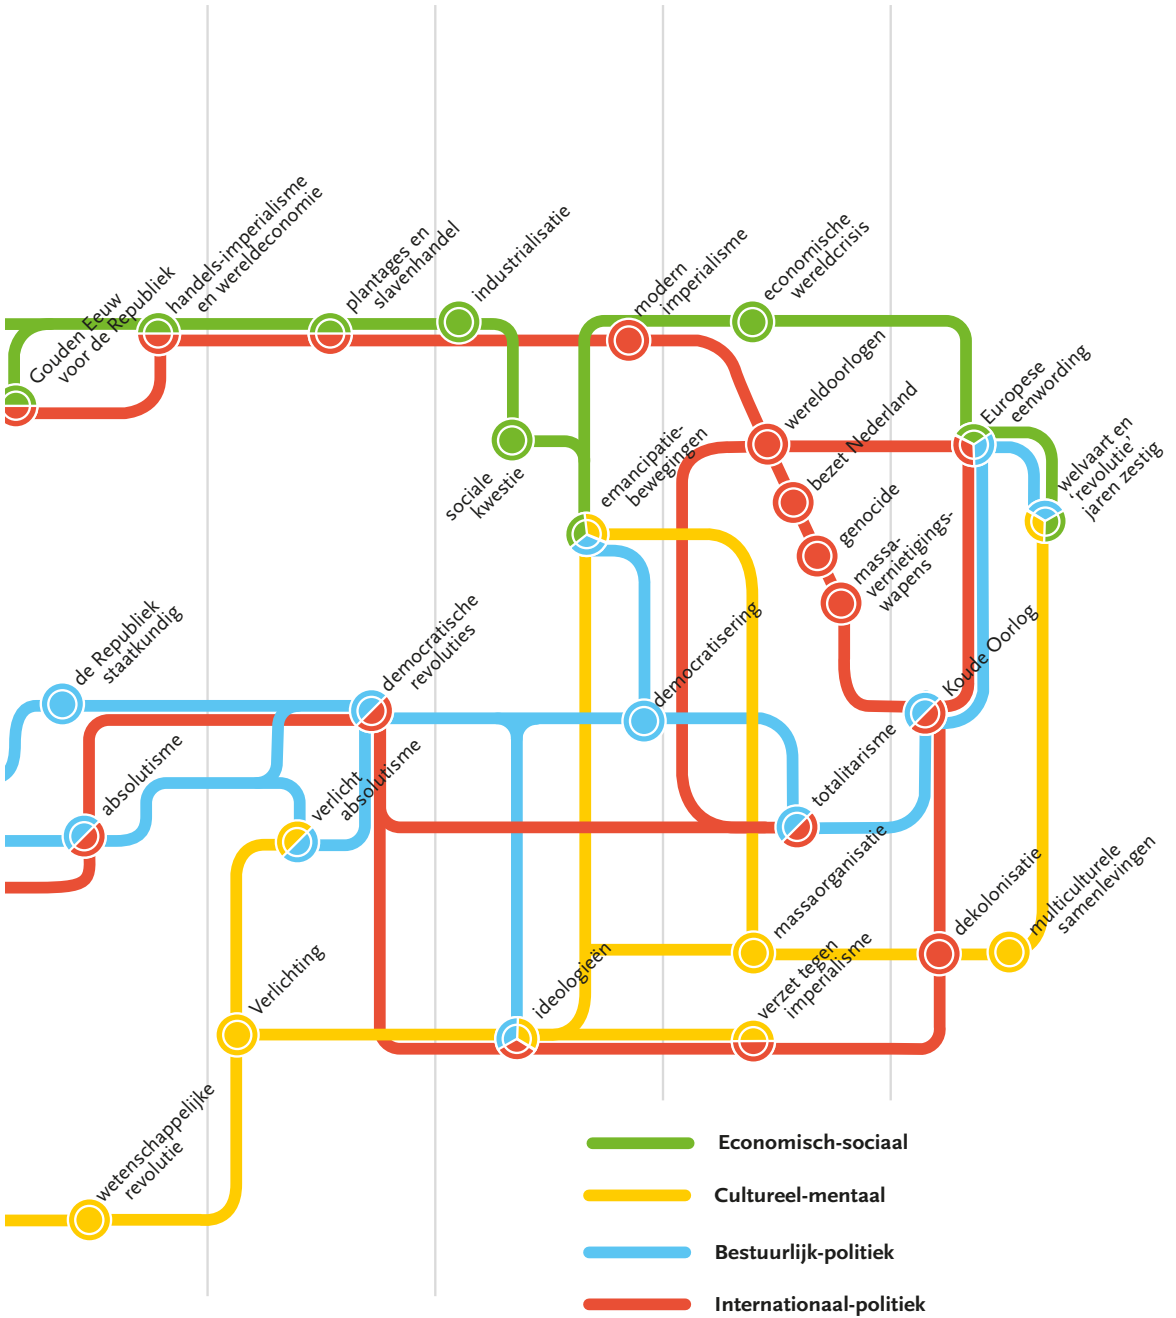 Gouden Eeuw
voor de Republiek
handels-imperialisme
en wereldeconomie
plantages en
slavenhandel
industrialisatie
modern
imperialisme
economische
wereldcrisis
sociale
kwestie
emancipatie-
bewegingen
wereldoorlogen
bezet Nederland
genocide
massa-
vernietigings-
wapens
Europese
eenwording
welvaart en
‘revolutie’
jaren zestig
de Republiek
staatkundig
absolutisme
democratische
revoluties
verlicht
absolutisme
democratisering
totalitarisme
Koude Oorlog
massaorganisatie
dekolonisatie
multiculturele
samenlevingen
Verlichting
ideologieën
verzet tegen
imperialisme
wetenschappelijke
revolutie
Economisch-sociaal
Cultureel-mentaal
Bestuurlijk-politiek
Internationaal-politiek